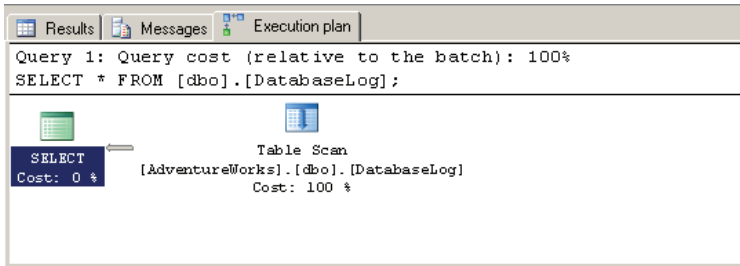 Results Messages Execution plan
Query 1: Query cost (relative to the batch): 100%
SELECT * FROM [dbo].[DatabaseLog];
SELECT
Cost: 0 %
Table Scan
[AdventureWorks].[dbo].[DatabaseLog]
Cost: 100 %